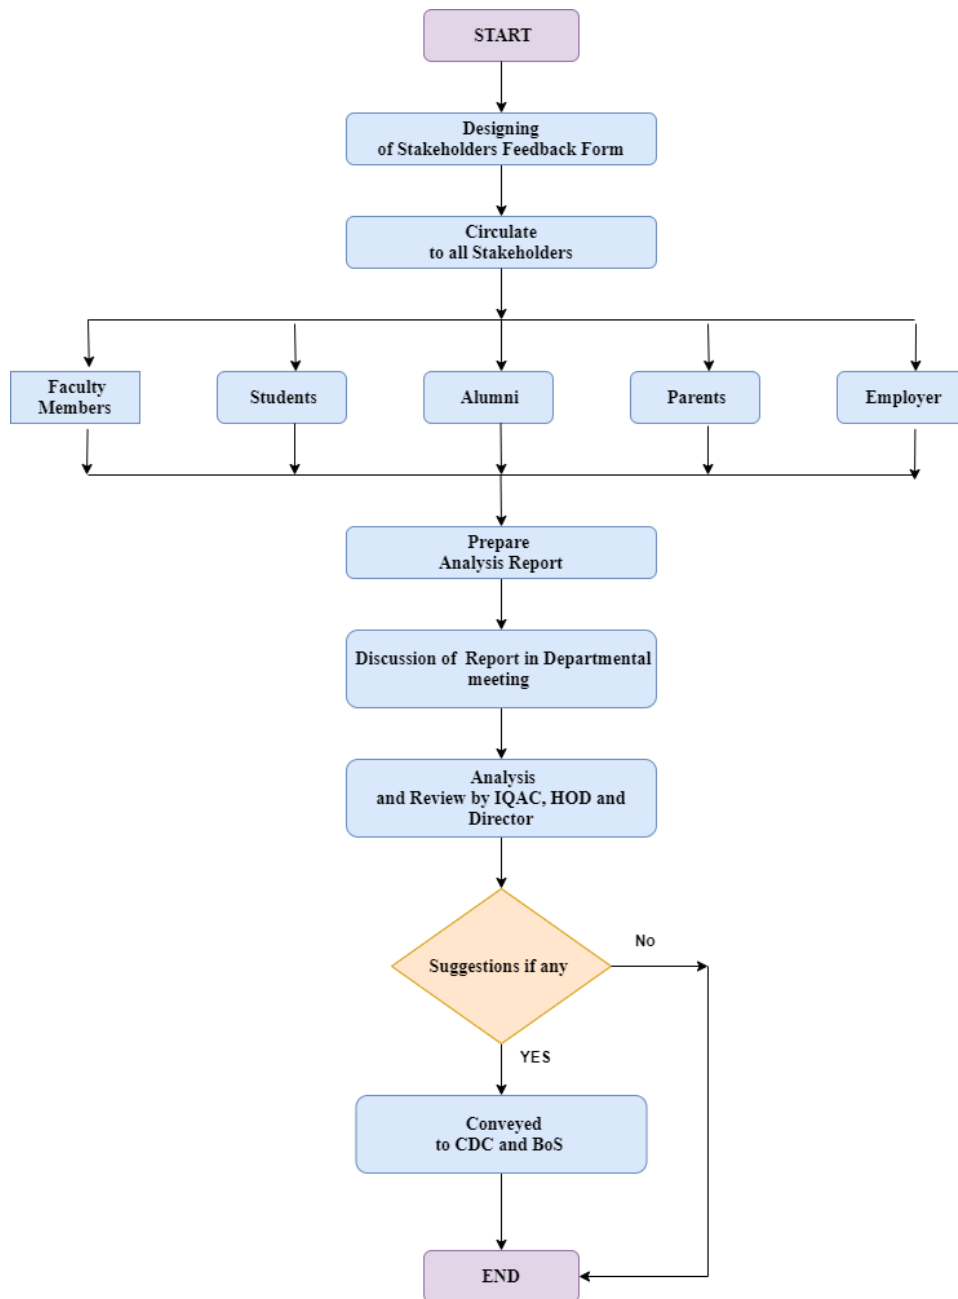 START
Designing
of Stakeholders Feedback Form
Circulate
to all Stakeholders
Faculty
Members
Students
Alumni
Parents
Employer
Prepare
Analysis Report
Discussion of Report in Departmental
meeting
Analysis
and Review by IQAC, HOD and
Director
Suggestions if any
No
YES
Conveyed
to CDC and BoS
END